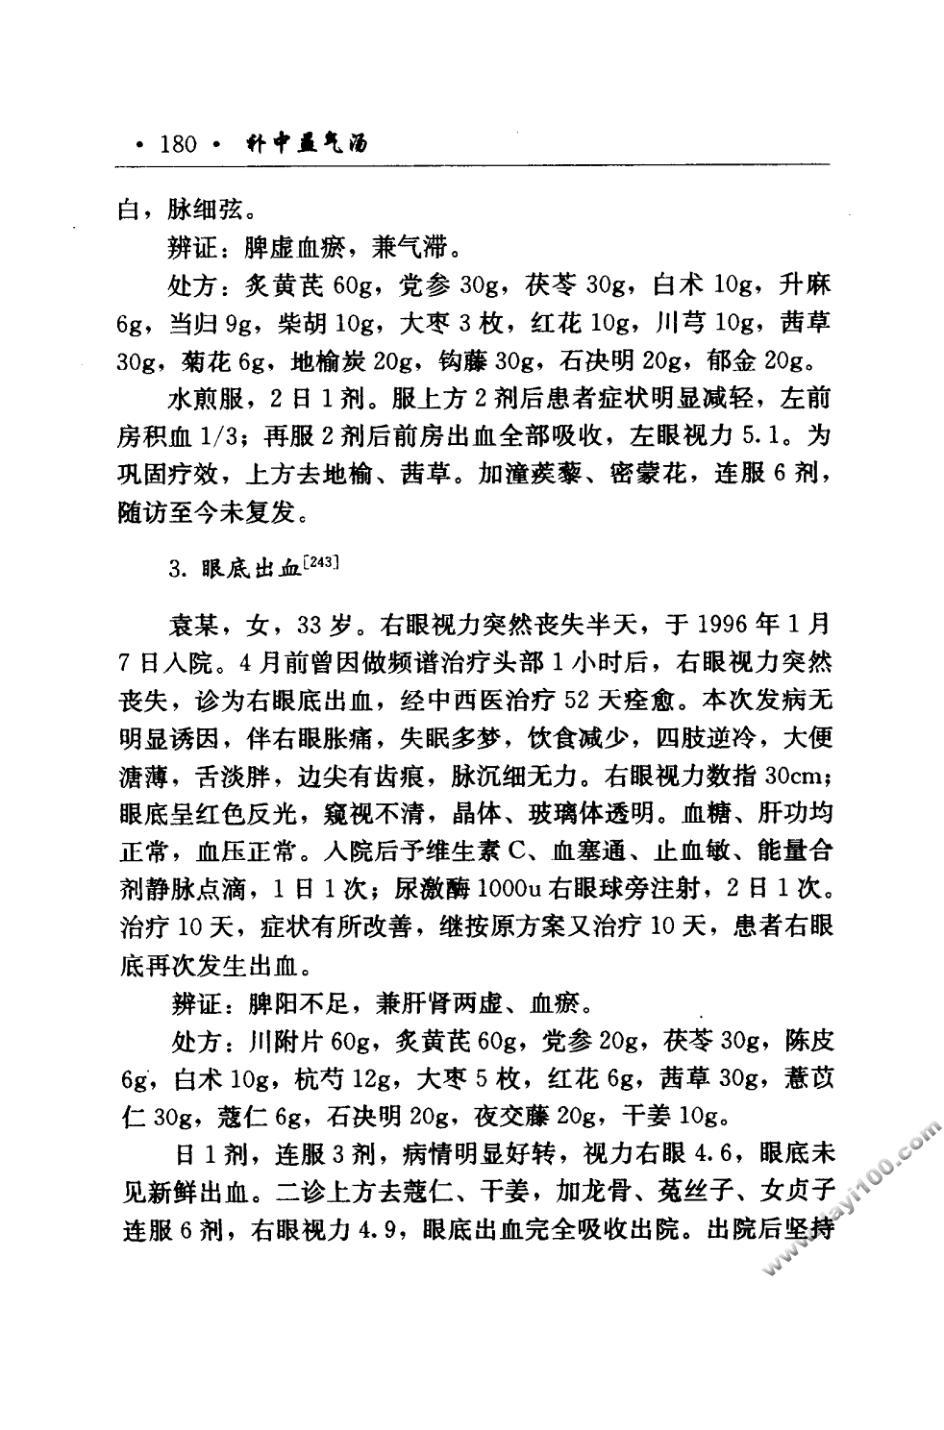 • 180 • 补中益气汤
白，脉细弦。
辨证：脾虚血瘀，兼气滞。
处方：炙黄芪 60g，党参 30g，茯苓 30g，白术 10g，升麻
6g，当归 9g，柴胡 10g，大枣 3 枚，红花 10g，川芎 10g，茜草
30g，菊花 6g，地榆炭 20g，钩藤 30g，石决明 20g，郁金 20g。
水煎服，2 日 1 剂。服上方 2 剂后患者症状明显减轻，左前
房积血 1/3；再服 2 剂后前房出血全部吸收，左眼视力 5.1。为
巩固疗效，上方去地榆、茜草。加潼蒺藜、密蒙花，连服 6 剂，
随访至今未复发。
3. 眼底出血[243]
袁某，女，33 岁。右眼视力突然丧失半天，于 1996 年 1 月
7 日入院。4 月前曾因做频谱治疗头部 1 小时后，右眼视力突然
丧失，诊为右眼底出血，经中西医治疗 52 天痊愈。本次发病无
明显诱因，伴右眼胀痛，失眠多梦，饮食减少，四肢逆冷，大便
溏薄，舌淡胖，边尖有齿痕，脉沉细无力。右眼视力数指 30cm；
眼底呈红色反光，窥视不清，晶体、玻璃体透明。血糖、肝功均
正常，血压正常。入院后予维生素 C、血塞通、止血敏、能量合
剂静脉点滴，1 日 1 次；尿激酶 1000u 右眼球旁注射，2 日 1 次。
治疗 10 天，症状有所改善，继按原方案又治疗 10 天，患者右眼
底再次发生出血。
辨证：脾阳不足，兼肝肾两虚、血瘀。
处方：川附片 60g，炙黄芪 60g，党参 20g，茯苓 30g，陈皮
6g，白术 10g，杭芍 12g，大枣 5 枚，红花 6g，茜草 30g，薏苡
仁 30g，蔻仁 6g，石决明 20g，夜交藤 20g，干姜 10g。
日 1 剂，连服 3 剂，病情明显好转，视力右眼 4.6，眼底未
见新鲜出血。二诊上方去蔻仁、干姜，加龙骨、菟丝子、女贞子
连服 6 剂，右眼视力 4.9，眼底出血完全吸收出院。出院后坚持